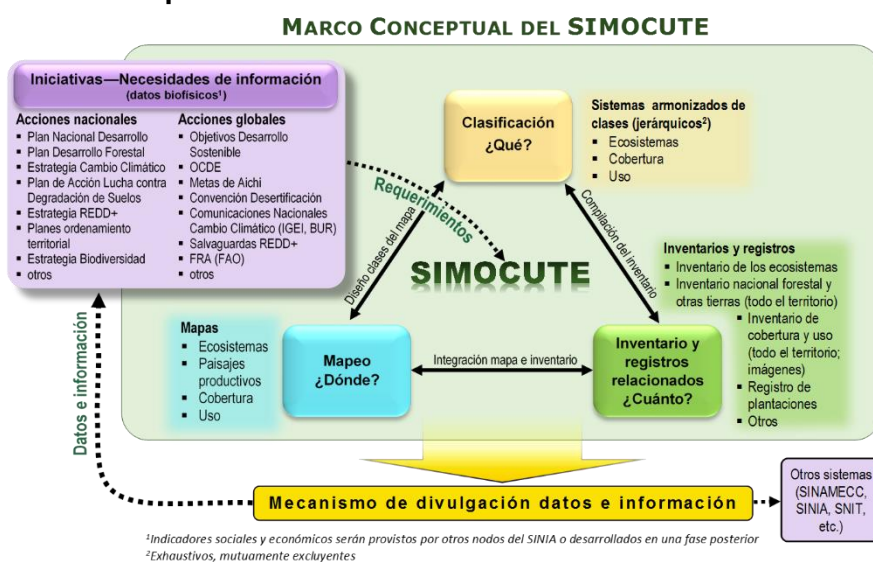 MARCO CONCEPTUAL DEL SIMOCUTE
Iniciativas—Necesidades de información
(datos biofísicos¹)
Acciones nacionales
▪ Plan Nacional Desarrollo
▪ Plan Desarrollo Forestal
▪ Estrategia Cambio Climático
▪ Plan de Acción Lucha contra
Degradación de Suelos
▪ Estrategia REDD+
▪ Planes ordenamiento
territorial
▪ Estrategia Biodiversidad
▪ otros
Acciones globales
▪ Objetivos Desarrollo
Sostenible
▪ OCDE
▪ Metas de Aichi
▪ Convención Desertificación
▪ Comunicaciones Nacionales
Cambio Climático (IGEI, BUR)
▪ Salvaguardas REDD+
▪ FRA (FAO)
▪ otros
Clasificación
¿Qué?
Sistemas armonizados de
clases (jerárquicos²)
▪ Ecosistemas
▪ Cobertura
▪ Uso
Requerimientos
Diseño clases del mapa
Compilación del inventario
SIMOCUTE
Inventarios y registros
▪ Inventario de los ecosistemas
▪ Inventario nacional forestal y
otras tierras (todo el territorio)
▪ Inventario de
cobertura y uso
(todo el territorio;
imágenes)
▪ Registro de
plantaciones
▪ Otros
Mapas
▪ Ecosistemas
▪ Paisajes
productivos
▪ Cobertura
▪ Uso
Mapeo
¿Dónde?
Integración mapa e inventario
Inventario y
registros
relacionados
¿Cuánto?
Datos e información
Mecanismo de divulgación datos e información
Otros sistemas
(SINAMECC,
SINIA, SNIT,
etc.)
¹Indicadores sociales y económicos serán provistos por otros nodos del SINIA o desarrollados en una fase posterior
²Exhaustivos, mutuamente excluyentes